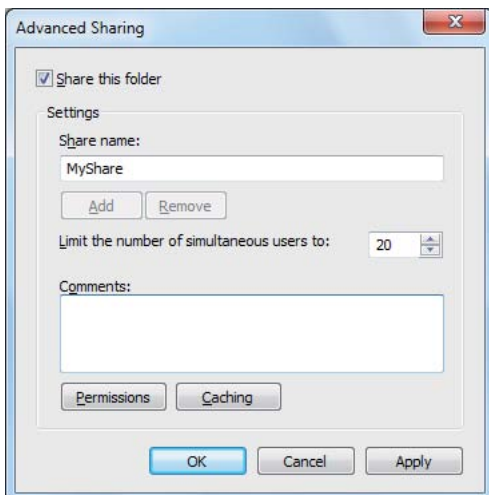 Advanced Sharing
Share this folder
Settings
Share name:
MyShare
Add Remove
Limit the number of simultaneous users to: 20
Comments:
Permissions Caching
OK Cancel Apply